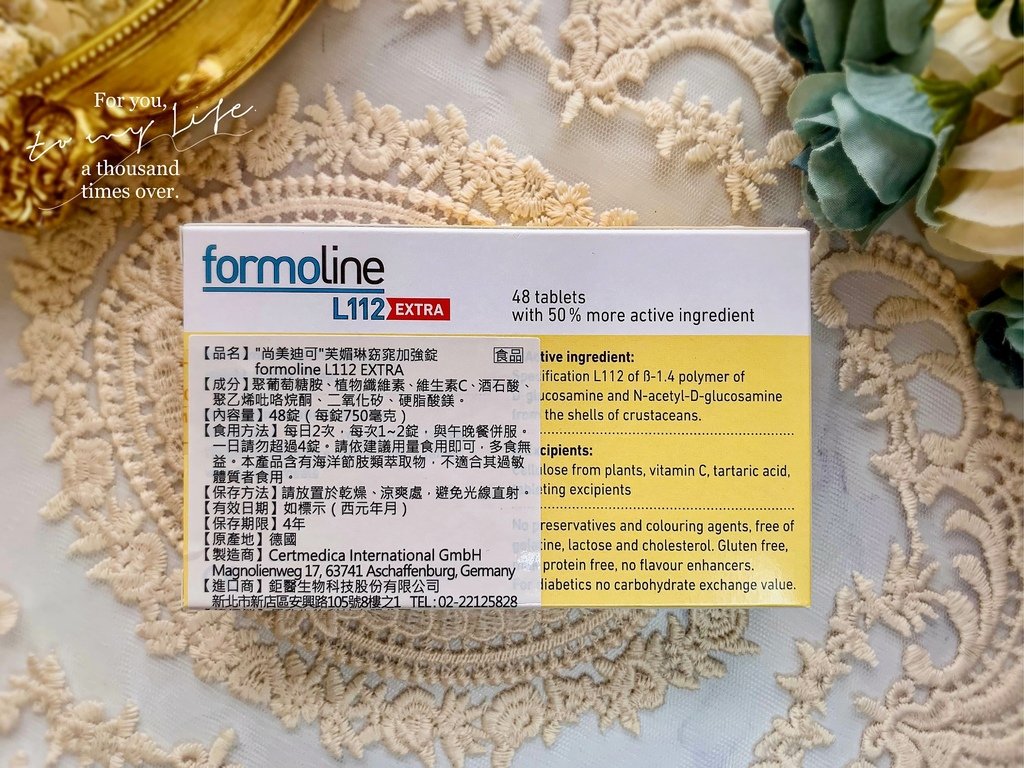 For you,
to my life.
a thousand
times over.
formoline
L112 EXTRA
48 tablets
with 50% more active ingredient
【品名】"尚美迪可"芙媚琳窈窕加強錠 食品
formoline L112 EXTRA
【成分】聚葡萄糖胺、植物纖維素、維生素C、酒石酸、
聚乙烯吡咯烷酮、二氧化矽、硬脂酸鎂。
【內容量】48錠（每錠750毫克）
【食用方法】每日2次，每次1~2錠，與午晚餐併服。
一日請勿超過4錠。請依建議用量食用即可，多食無
益。本產品含有海洋節肢類萃取物，不適合其過敏
體質者食用。
【保存方法】請放置於乾燥、涼爽處，避免光線直射。
【有效日期】如標示（西元年月）
【保存期限】4年
【原產地】德國
【製造商】Certmedica International GmbH
Magnolienweg 17, 63741 Aschaffenburg, Germany
【進口商】鉅醫生物科技股份有限公司
新北市新店區安興路105號8樓之1 TEL:02-22125828
Active ingredient:
Specification L112 of ß-1.4 polymer of
D-glucosamine and N-acetyl-D-glucosamine
from the shells of crustaceans.
Excipients:
Cellulose from plants, vitamin C, tartaric acid,
tableting excipients
No preservatives and colouring agents, free of
gelatine, lactose and cholesterol. Gluten free,
protein free, no flavour enhancers.
For diabetics no carbohydrate exchange value.